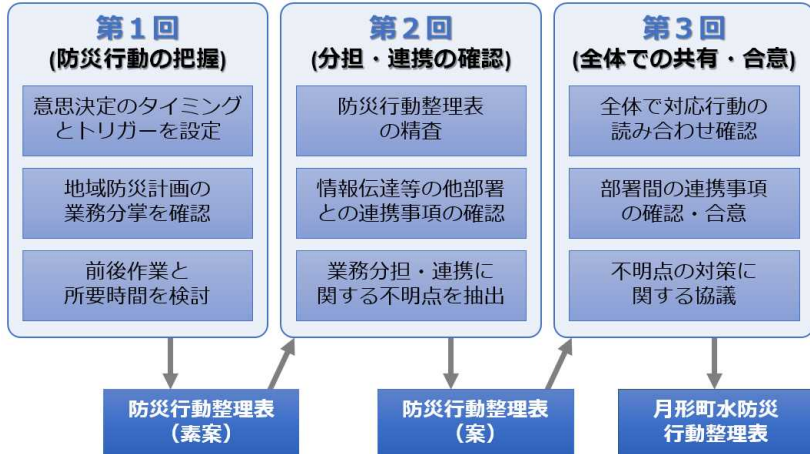 第1回
(防災行動の把握)
意思決定のタイミング
とトリガーを設定
地域防災計画の
業務分掌を確認
前後作業と
所要時間を検討
防災行動整理表
(素案)
第2回
(分担・連携の確認)
防災行動整理表
の精査
情報伝達等の他部署
との連携事項の確認
業務分担・連携に
関する不明点を抽出
防災行動整理表
(案)
第3回
(全体での共有・合意)
全体で対応行動の
読み合わせ確認
部署間の連携事項
の確認・合意
不明点の対策に
関する協議
月形町水防災
行動整理表